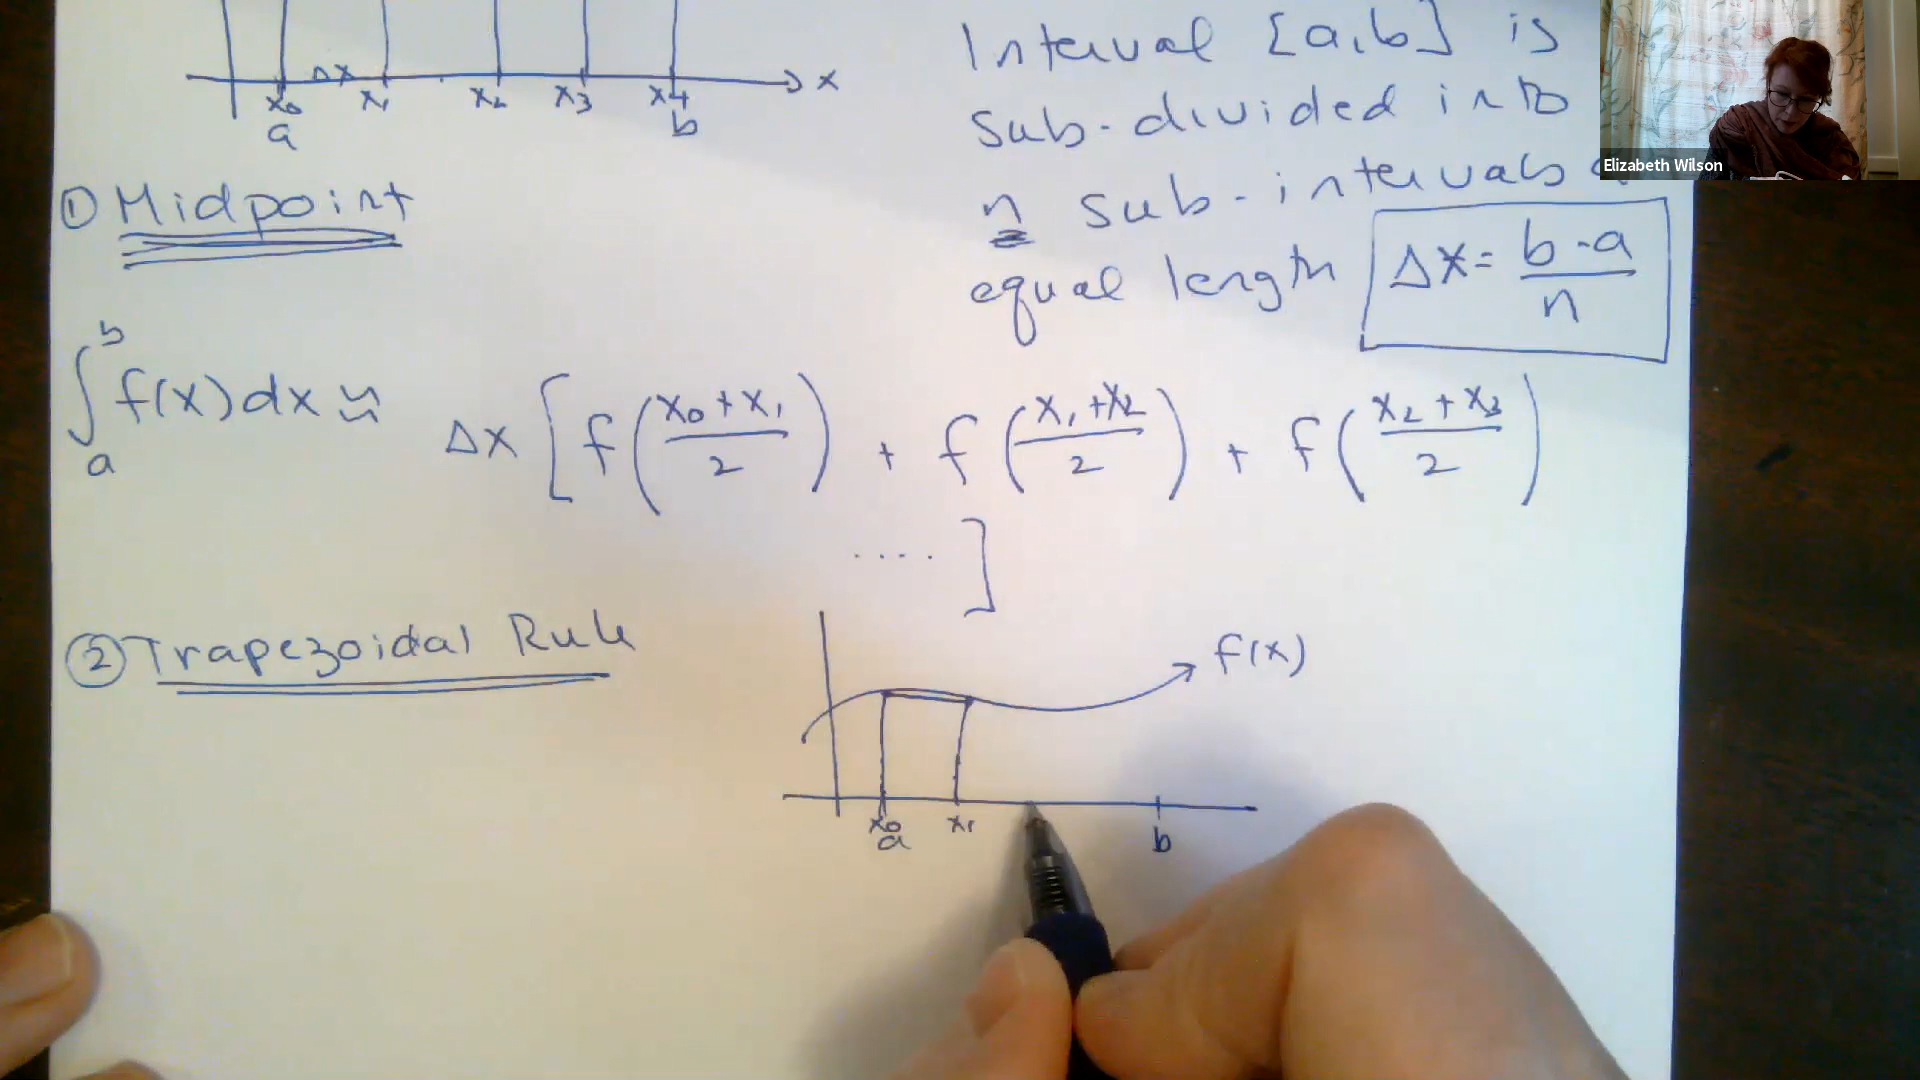 Δx
x
x₀ x₁ x₂ x₃ x₄
a b
Interval [a,b] is
sub-divided into
n sub-intervals
equal length Δx = b-a / n
Elizabeth Wilson
① Midpoint
∫ₐᵇ f(x)dx ≈ Δx [ f( (x₀+x₁)/2 ) + f( (x₁+x₂)/2 ) + f( (x₂+x₃)/2 )
.... ]
② Trapezoidal Rule
f(x)
x₀ x₁
a b